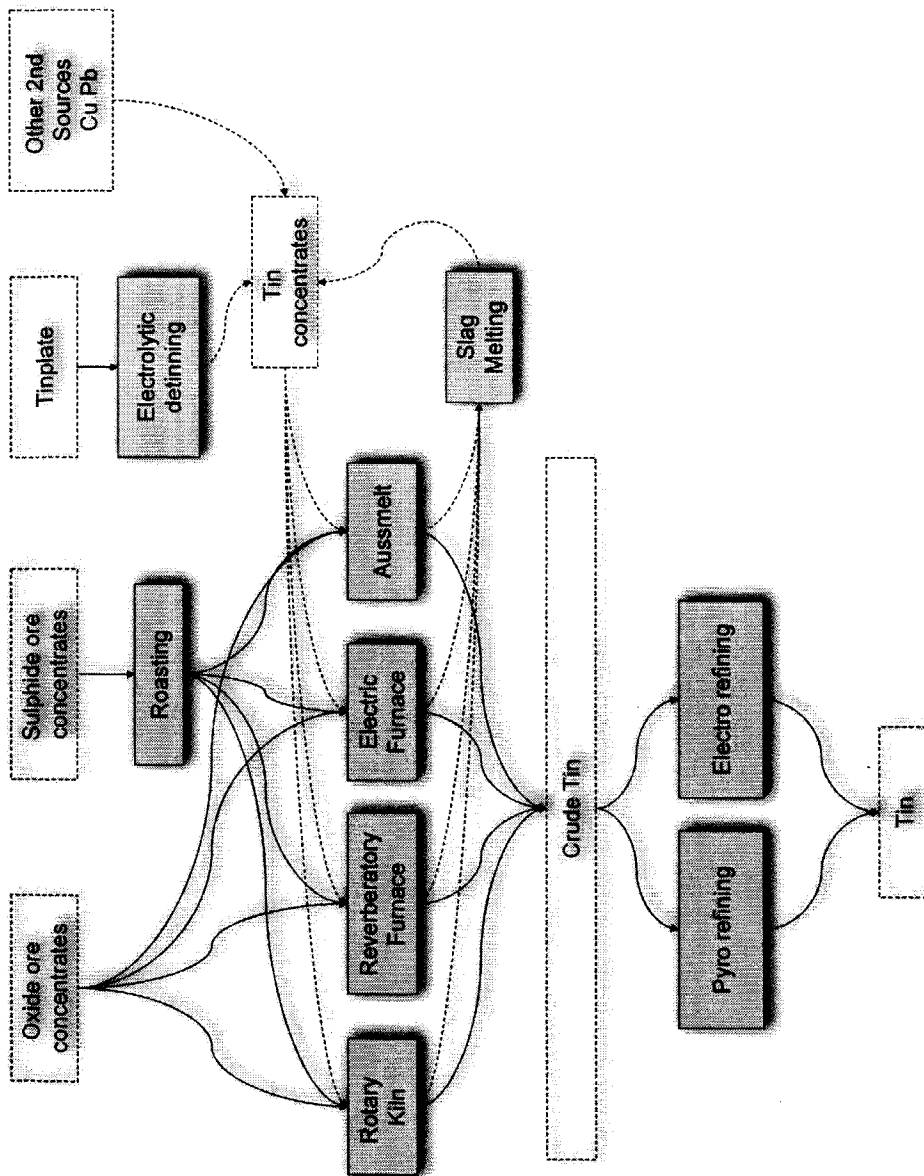 Oxide ore
concentrates
Sulphide ore
concentrates
Tinplate
Other 2nd
Sources
Cu Pb
Roasting
Electrolytic
detinning
Tin
concentrates
Rotary
Kiln
Reverberatory
Furnace
Electric
Furnace
Aussmelt
Slag
Melting
Crude Tin
Pyro refining
Electro refining
Tin